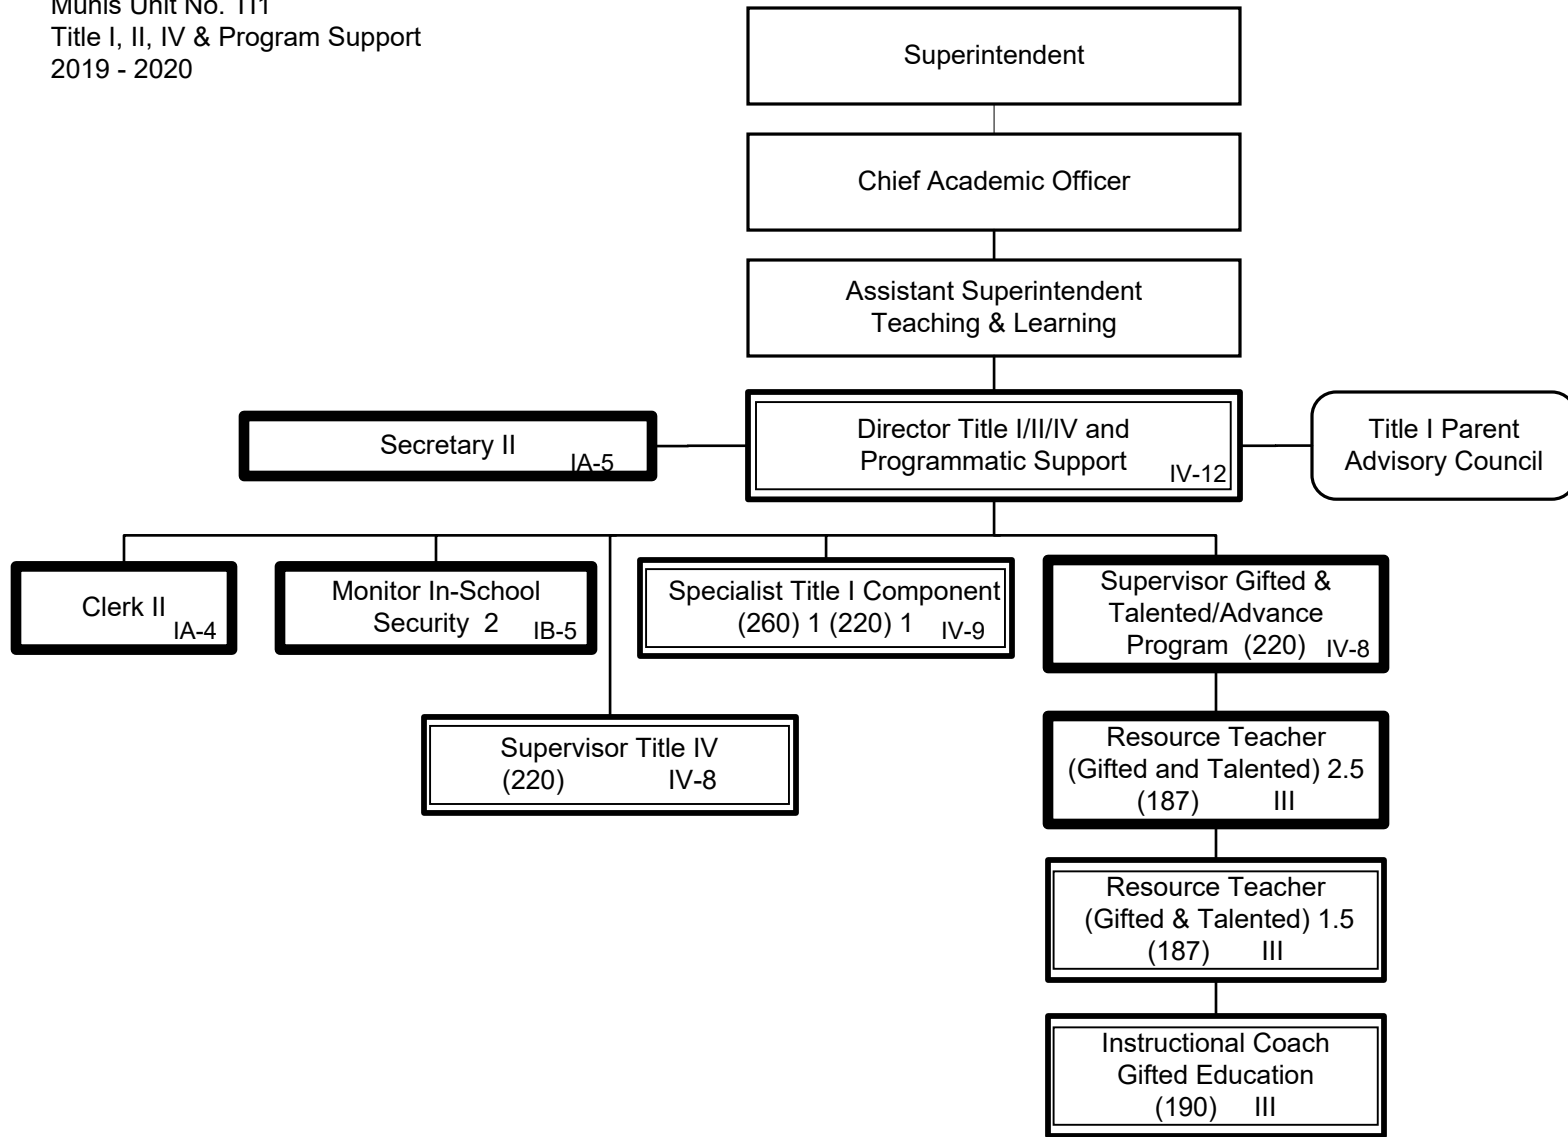 Munis Unit No. TI1
Title I, II, IV & Program Support
2019 - 2020
Superintendent
Chief Academic Officer
Assistant Superintendent
Teaching & Learning
Secretary II
IA-5
Director Title I/II/IV and
Programmatic Support
IV-12
Title I Parent
Advisory Council
Clerk II
IA-4
Monitor In-School
Security 2
IB-5
Specialist Title I Component
(260) 1 (220) 1 IV-9
Supervisor Gifted &
Talented/Advance
Program (220) IV-8
Supervisor Title IV
(220) IV-8
Resource Teacher
(Gifted and Talented) 2.5
(187) III
Resource Teacher
(Gifted & Talented) 1.5
(187) III
Instructional Coach
Gifted Education
(190) III